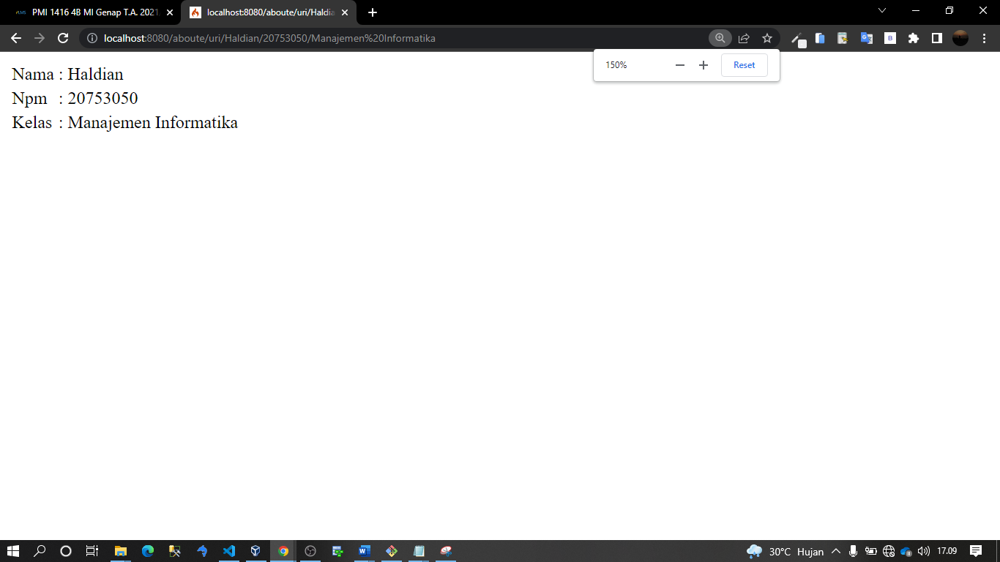 PMI 1416 4B MI Genap T.A. 2021
localhost:8080/aboute/uri/Haldia
localhost:8080/aboute/uri/Haldian/20753050/Manajemen%20Informatika
150%
Reset
Nama : Haldian
Npm : 20753050
Kelas : Manajemen Informatika
30°C Hujan
17.09